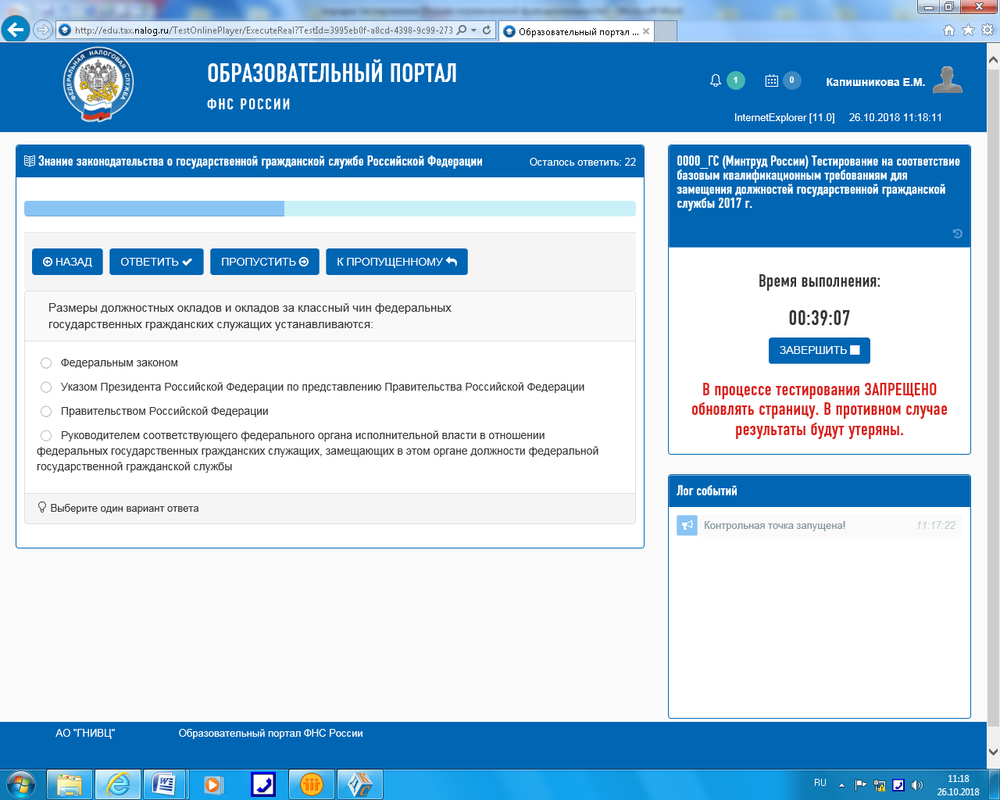 http://edu.tax.nalog.ru/TestOnlinePlayer/ExecuteReal?TestId=3995eb0f-a8cd-4398-9c99-273
Образовательный портал ...
ФЕДЕРАЛЬНАЯ НАЛОГОВАЯ СЛУЖБА
ОБРАЗОВАТЕЛЬНЫЙ ПОРТАЛ
ФНС РОССИИ
1
0
Капишникова Е.М.
InternetExplorer [11.0] 26.10.2018 11:18:11
Знание законодательства о государственной гражданской службе Российской Федерации
Осталось ответить: 22
НАЗАД
ОТВЕТИТЬ
ПРОПУСТИТЬ
К ПРОПУЩЕННОМУ
Размеры должностных окладов и окладов за классный чин федеральных
государственных гражданских служащих устанавливаются:
Федеральным законом
Указом Президента Российской Федерации по представлению Правительства Российской Федерации
Правительством Российской Федерации
Руководителем соответствующего федерального органа исполнительной власти в отношении
федеральных государственных гражданских служащих, замещающих в этом органе должности федеральной
государственной гражданской службы
Выберите один вариант ответа
0000_ГС (Минтруд России) Тестирование на соответствие
базовым квалификационным требованиям для
замещения должностей государственной гражданской
службы 2017 г.
Время выполнения:
00:39:07
ЗАВЕРШИТЬ
В процессе тестирования ЗАПРЕЩЕНО
обновлять страницу. В противном случае
результаты будут утеряны.
Лог событий
Контрольная точка запущена!
11:17:22
АО "ГНИВЦ"
Образовательный портал ФНС России
RU
11:18
26.10.2018